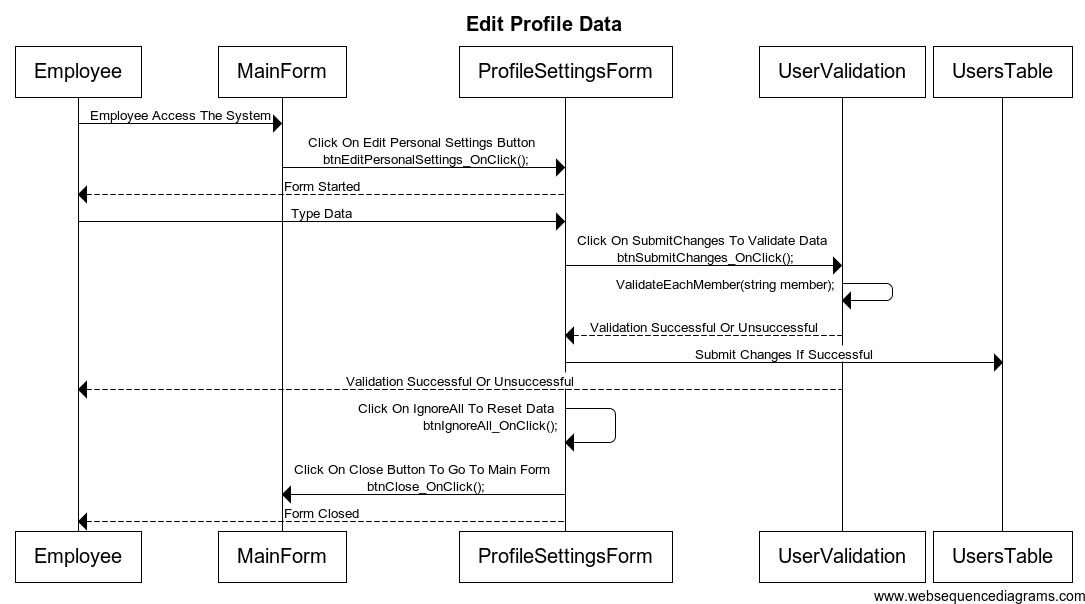 Edit Profile Data
Employee MainForm ProfileSettingsForm UserValidation UsersTable
Employee Access The System
Click On Edit Personal Settings Button
btnEditPersonalSettings_OnClick();
Form Started
Type Data
Click On SubmitChanges To Validate Data
btnSubmitChanges_OnClick();
ValidateEachMember(string member);
Validation Successful Or Unsuccessful
Submit Changes If Successful
Validation Successful Or Unsuccessful
Click On IgnoreAll To Reset Data
btnIgnoreAll_OnClick();
Click On Close Button To Go To Main Form
btnClose_OnClick();
Form Closed
Employee MainForm ProfileSettingsForm UserValidation UsersTable
www.websequencediagrams.com